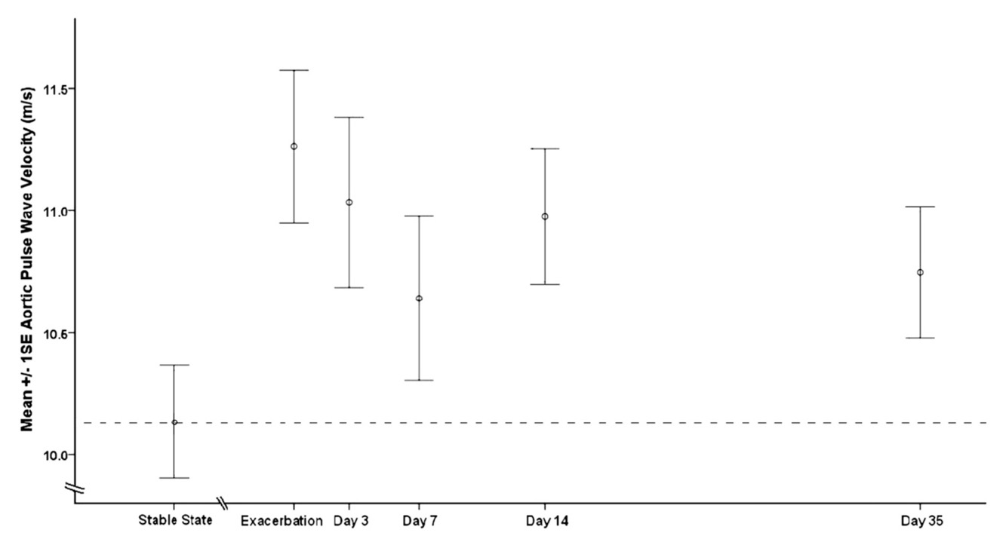 Mean +/- 1SE Aortic Pulse Wave Velocity (m/s)
11.5
11.0
10.5
10.0
Stable State Exacerbation Day 3 Day 7 Day 14 Day 35